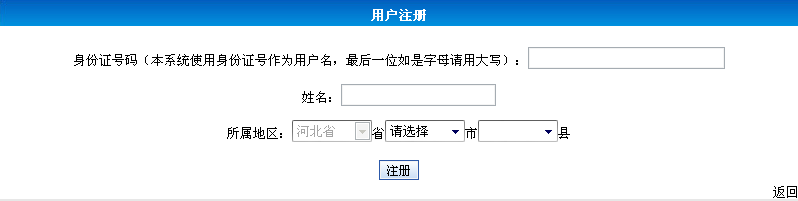 用户注册
身份证号码（本系统使用身份证号作为用户名，最后一位如是字母请用大写）：
姓名：
所属地区： 河北省 省 请选择 市 县
注册
返回